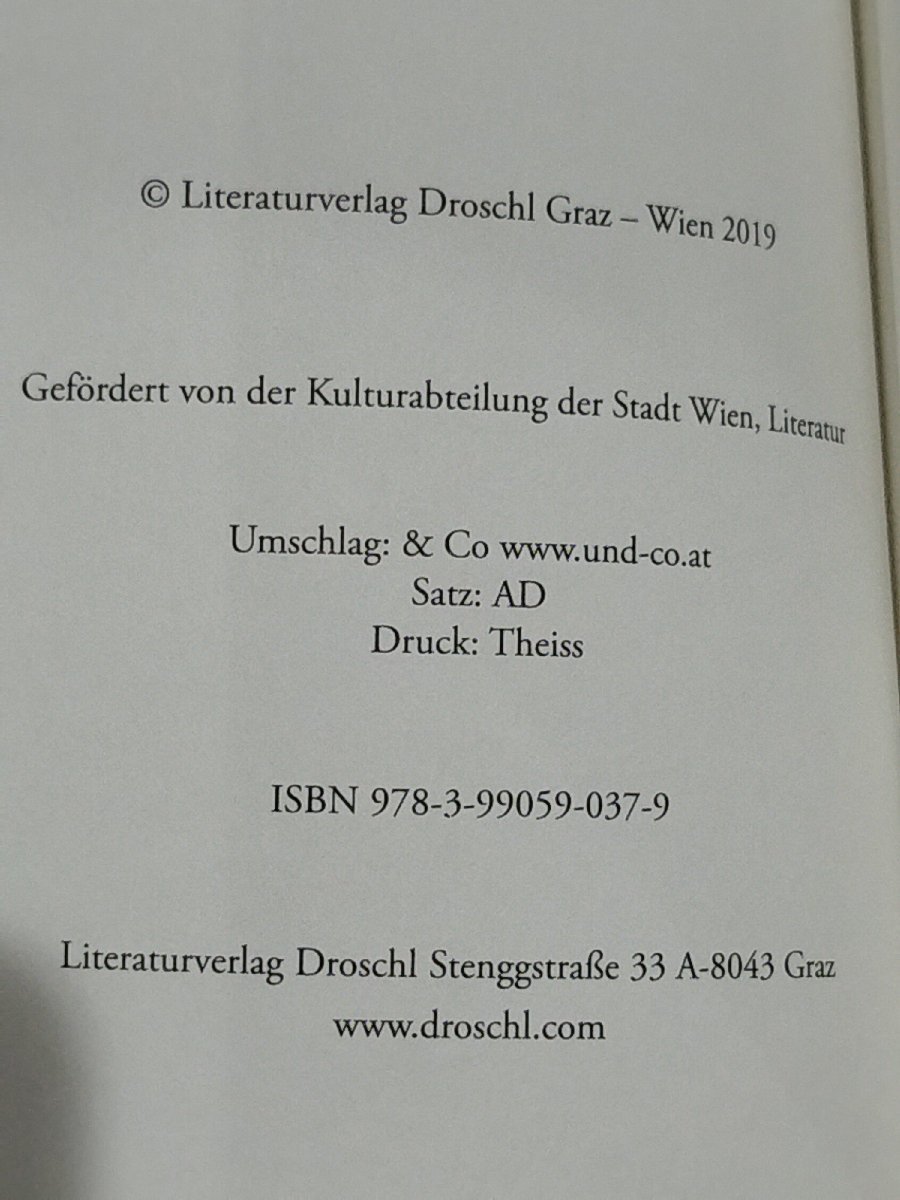 © Literaturverlag Droschl Graz – Wien 2019
Gefördert von der Kulturabteilung der Stadt Wien, Literatur
Umschlag: & Co www.und-co.at
Satz: AD
Druck: Theiss
ISBN 978-3-99059-037-9
Literaturverlag Droschl Stenggstraße 33 A-8043 Graz
www.droschl.com